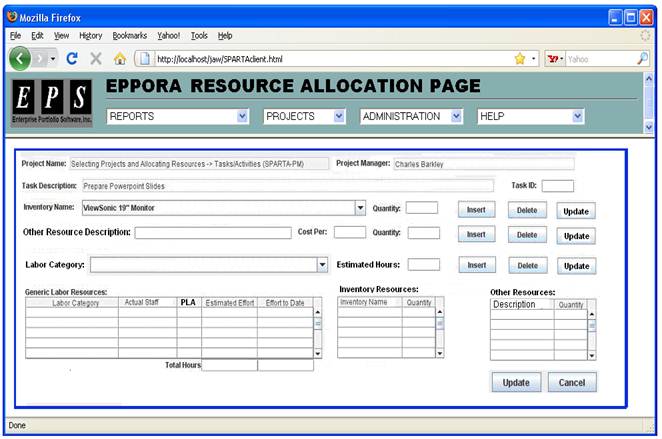 Mozilla Firefox
File Edit View History Bookmarks Yahoo! Tools Help
http://localhost/jaw/SPARTAclient.html
Yahoo
EPS
Enterprise Portfolio Software, Inc.
EPPORA RESOURCE ALLOCATION PAGE
REPORTS PROJECTS ADMINISTRATION HELP
Project Name: Selecting Projects and Allocating Resources -> Tasks/Activities (SPARTA-PM) Project Manager: Charles Barkley
Task Description: Prepare Powerpoint Slides Task ID:
Inventory Name: ViewSonic 19" Monitor Quantity: Insert Delete Update
Other Resource Description: Cost Per: Quantity: Insert Delete Update
Labor Category: Estimated Hours: Insert Delete Update
Generic Labor Resources: Inventory Resources: Other Resources:
Labor Category Actual Staff PLA Estimated Effort Effort to Date Inventory Name Quantity Description Quantity
Total Hours
Update Cancel
Done